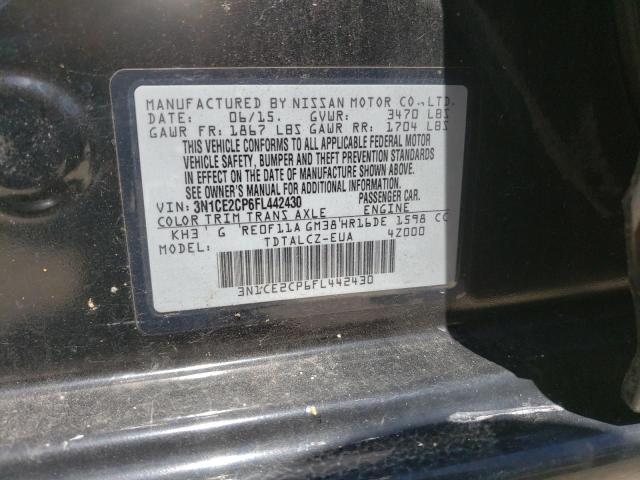 MANUFACTURED BY NISSAN MOTOR CO.,LTD.
DATE: 06/15. GVWR: 3470 LBS
GAWR FR: 1867 LBS GAWR RR: 1704 LBS
THIS VEHICLE CONFORMS TO ALL APPLICABLE FEDERAL MOTOR
VEHICLE SAFETY, BUMPER AND THEFT PREVENTION STANDARDS
IN EFFECT ON THE DATE OF MANUFACTURE SHOWN ABOVE.
SEE OWNER'S MANUAL FOR ADDITIONAL INFORMATION.
VIN: 3N1CE2CP6FL442430 PASSENGER CAR.
COLOR TRIM TRANS AXLE ENGINE
KH3 G RE0F11A GM38 HR16DE 1598 CC
MODEL: TDTALCZ-EUA 4Z000
3N1CE2CP6FL442430